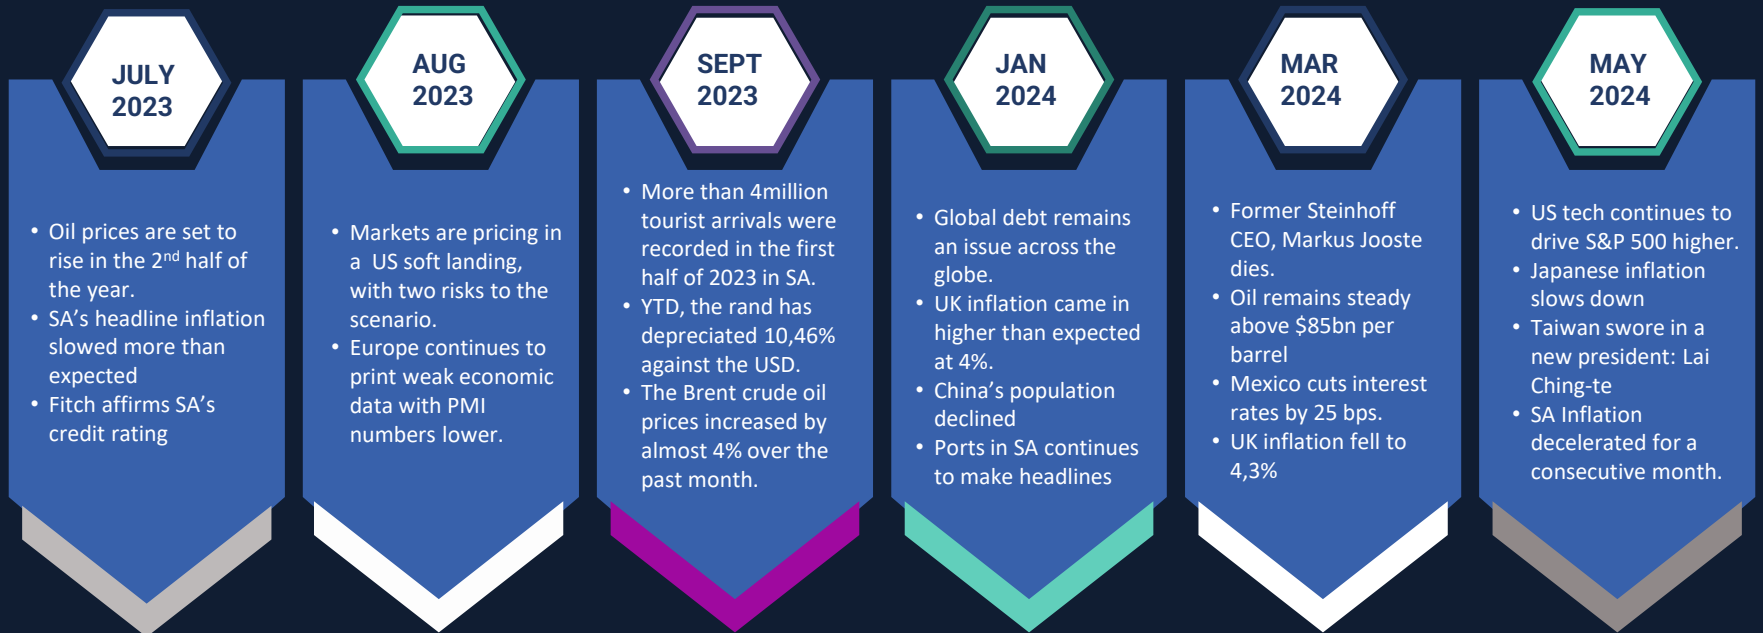 JULY
2023
• Oil prices are set to
rise in the 2nd half of
the year.
• SA’s headline inflation
slowed more than
expected
• Fitch affirms SA’s
credit rating
AUG
2023
• Markets are pricing in
a US soft landing,
with two risks to the
scenario.
• Europe continues to
print weak economic
data with PMI
numbers lower.
SEPT
2023
• More than 4million
tourist arrivals were
recorded in the first
half of 2023 in SA.
• YTD, the rand has
depreciated 10,46%
against the USD.
• The Brent crude oil
prices increased by
almost 4% over the
past month.
JAN
2024
• Global debt remains
an issue across the
globe.
• UK inflation came in
higher than expected
at 4%.
• China’s population
declined
• Ports in SA continues
to make headlines
MAR
2024
• Former Steinhoff
CEO, Markus Jooste
dies.
• Oil remains steady
above $85bn per
barrel
• Mexico cuts interest
rates by 25 bps.
• UK inflation fell to
4,3%
MAY
2024
• US tech continues to
drive S&P 500 higher.
• Japanese inflation
slows down
• Taiwan swore in a
new president: Lai
Ching-te
• SA Inflation
decelerated for a
consecutive month.